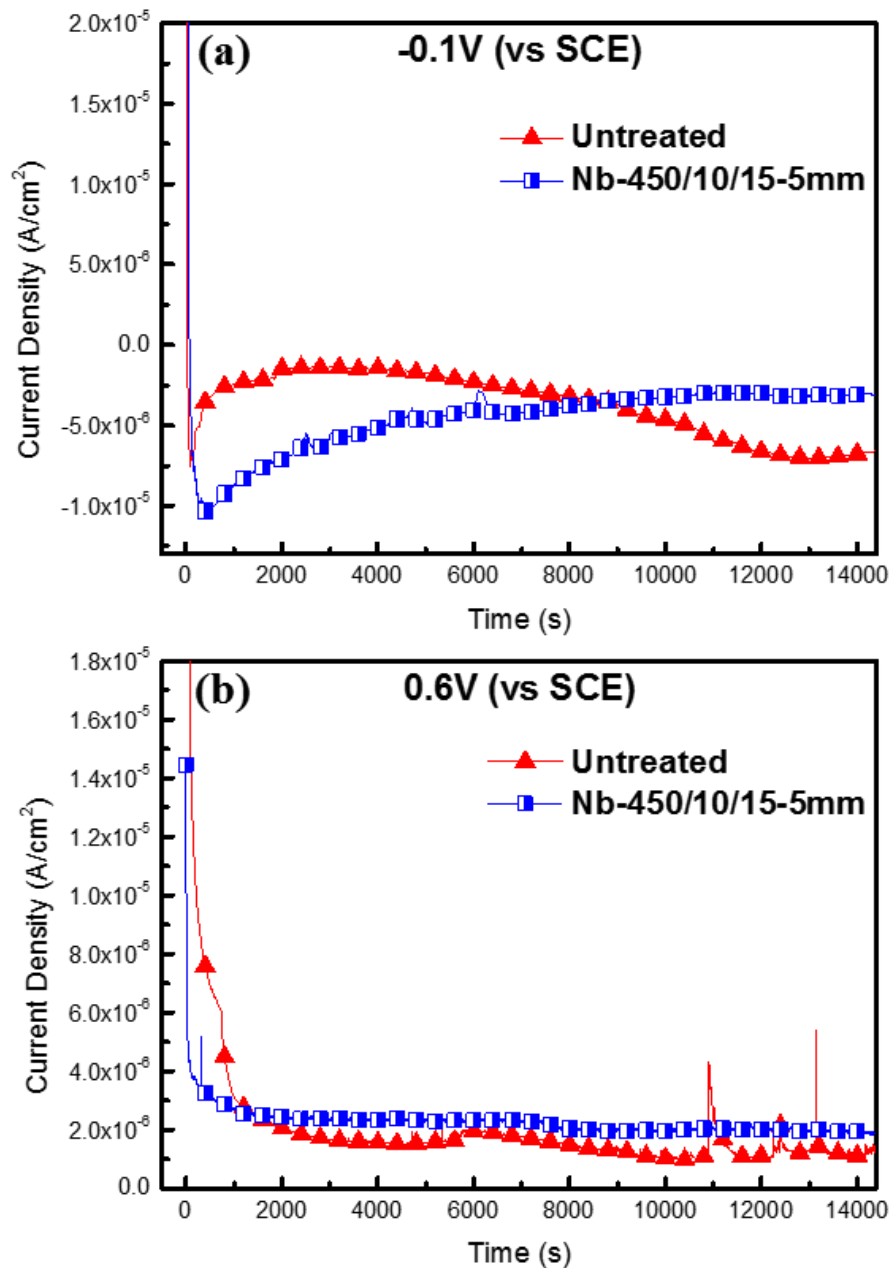 (a)
-0.1V (vs SCE)
Untreated
Nb-450/10/15-5mm
Current Density (A/cm²)
2.0x10⁻⁵
1.5x10⁻⁵
1.0x10⁻⁵
5.0x10⁻⁶
0.0
-5.0x10⁻⁶
-1.0x10⁻⁵
0 2000 4000 6000 8000 10000 12000 14000
Time (s)
(b)
0.6V (vs SCE)
Untreated
Nb-450/10/15-5mm
Current Density (A/cm²)
1.8x10⁻⁵
1.6x10⁻⁵
1.4x10⁻⁵
1.2x10⁻⁵
1.0x10⁻⁵
8.0x10⁻⁶
6.0x10⁻⁶
4.0x10⁻⁶
2.0x10⁻⁶
0.0
0 2000 4000 6000 8000 10000 12000 14000
Time (s)